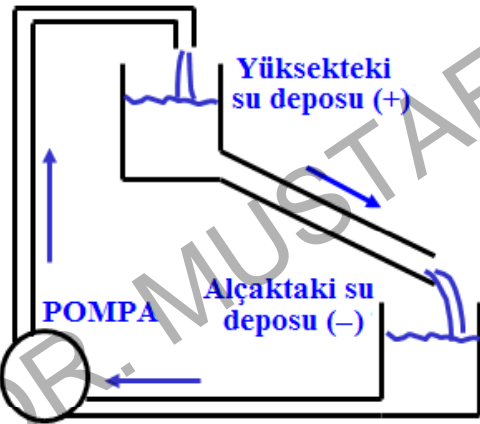 Yüksekteki
su deposu (+)
Alçaktaki su
deposu (–)
POMPA
DR. MUSTAF